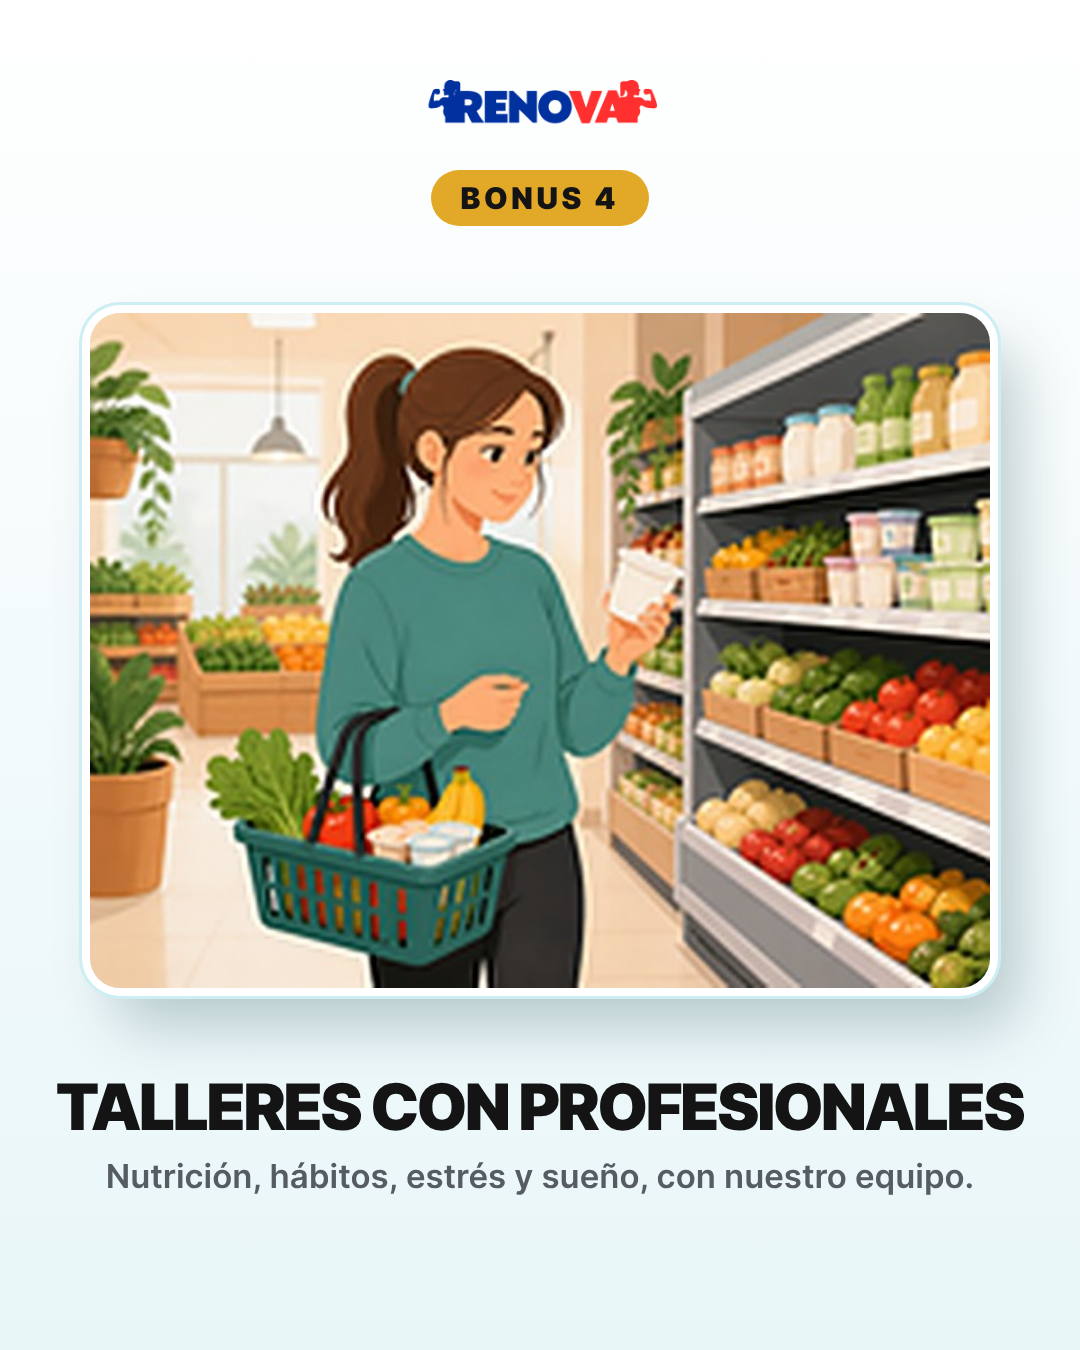 RENOVA
BONUS 4
TALLERES CON PROFESIONALES
Nutrición, hábitos, estrés y sueño, con nuestro equipo.